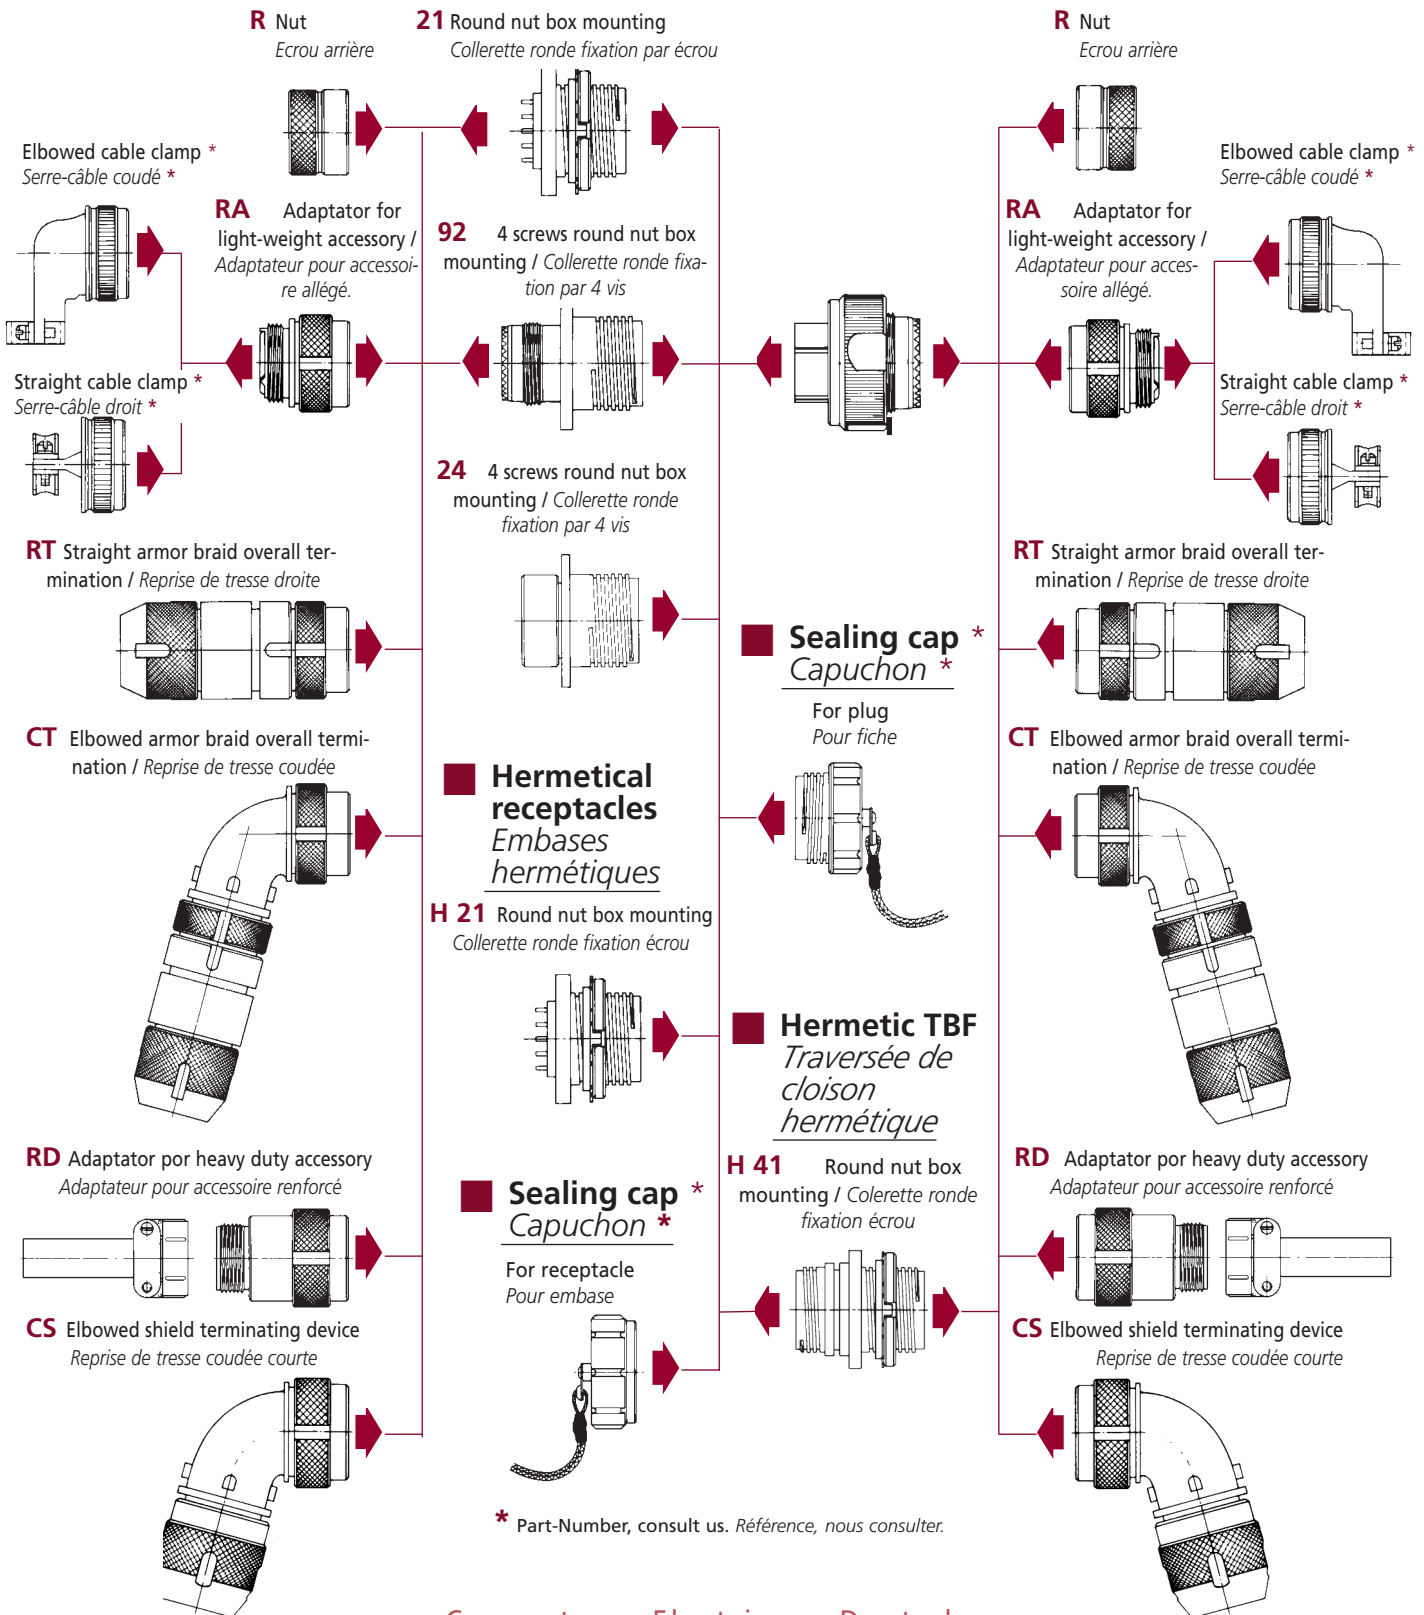 R Nut
Ecrou arrière
21 Round nut box mounting
Collerette ronde fixation par écrou
R Nut
Ecrou arrière
Elbowed cable clamp *
Serre-câble coudé *
RA Adaptator for
light-weight accessory /
Adaptateur pour accessoi-
re allégé.
92 4 screws round nut box
mounting / Collerette ronde fixa-
tion par 4 vis
RA Adaptator for
light-weight accessory /
Adaptateur pour acces-
soire allégé.
Elbowed cable clamp *
Serre-câble coudé *
Straight cable clamp *
Serre-câble droit *
Straight cable clamp *
Serre-câble droit *
24 4 screws round nut box
mounting / Collerette ronde
fixation par 4 vis
RT Straight armor braid overall ter-
mination / Reprise de tresse droite
RT Straight armor braid overall ter-
mination / Reprise de tresse droite
■ Sealing cap *
Capuchon *
For plug
Pour fiche
CT Elbowed armor braid overall termi-
nation / Reprise de tresse coudée
CT Elbowed armor braid overall termi-
nation / Reprise de tresse coudée
■ Hermetical
receptacles
Embases
hermétiques
H 21 Round nut box mounting
Collerette ronde fixation écrou
■ Hermetic TBF
Traversée de
cloison
hermétique
H 41 Round nut box
mounting / Colerette ronde
fixation écrou
RD Adaptator por heavy duty accessory
Adaptateur pour accessoire renforcé
■ Sealing cap *
Capuchon *
For receptacle
Pour embase
RD Adaptator por heavy duty accessory
Adaptateur pour accessoire renforcé
CS Elbowed shield terminating device
Reprise de tresse coudée courte
CS Elbowed shield terminating device
Reprise de tresse coudée courte
* Part-Number, consult us. Référence, nous consulter.